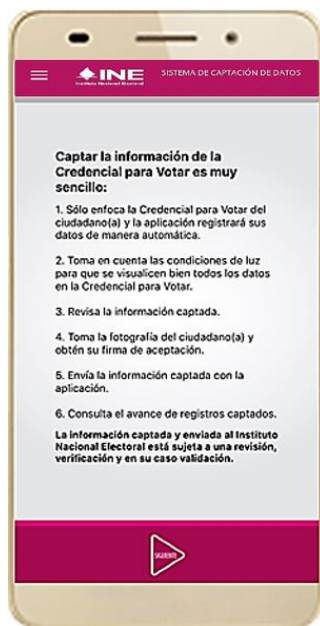 INE
Instituto Nacional Electoral
SISTEMA DE CAPTACIÓN DE DATOS
Captar la información de la
Credencial para Votar es muy
sencillo:
1. Sólo enfoca la Credencial para Votar del
ciudadano(a) y la aplicación registrará sus
datos de manera automática.
2. Toma en cuenta las condiciones de luz
para que se visualicen bien todos los datos
en la Credencial para Votar.
3. Revisa la información captada.
4. Toma la fotografía del ciudadano(a) y
obtén su firma de aceptación.
5. Envía la información captada con la
aplicación.
6. Consulta el avance de registros captados.
La información captada y enviada al Instituto
Nacional Electoral está sujeta a una revisión,
verificación y en su caso validación.
SIGUIENTE